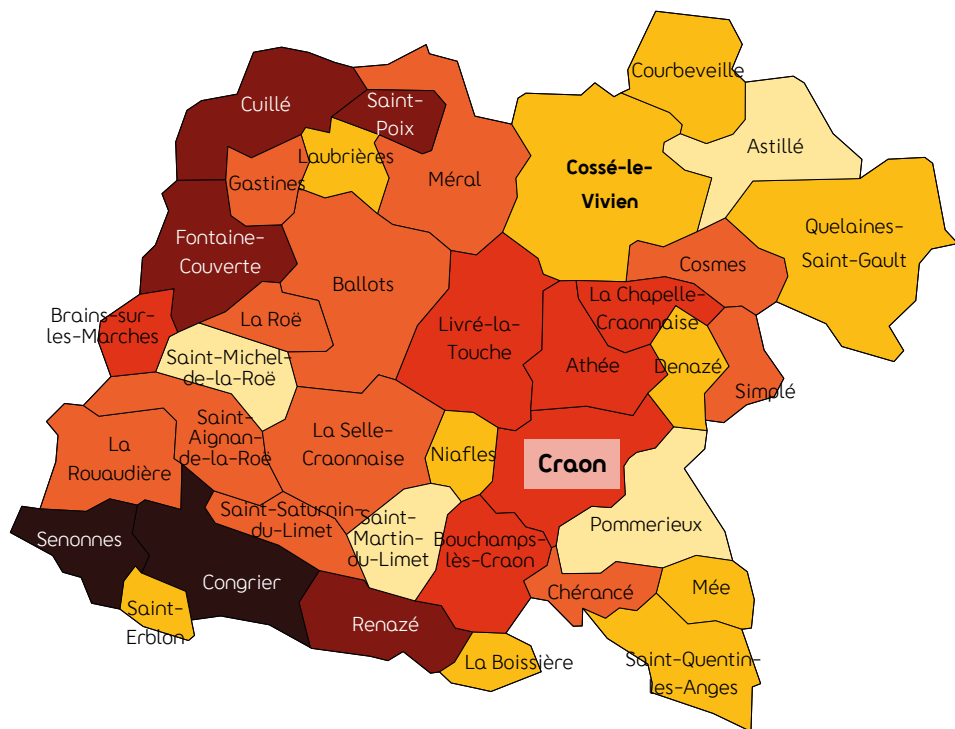 Courbeveille
Cuillé
Saint-
Poix
Astillé
Laubrières
Cossé-le-
Vivien
Gastines
Méral
Quelaines-
Saint-Gault
Fontaine-
Couverte
Cosmes
Ballots
La Chapelle-
Craonnaise
Brains-sur-
les-Marches
La Roë
Livré-la-
Touche
Saint-Michel-
de-la-Roë
Athée
Denazé
Simplé
Saint-
Aignan-
de-la-Roë
La Selle-
Craonnaise
La
Rouaudière
Niafles
Craon
Saint-Saturnin-
du-Limet
Saint-
Martin-
du-Limet
Pommerieux
Senonnes
Bouchamps-
lès-Craon
Congrier
Chérancé
Mée
Saint-
Erblon
Renazé
La Boissière
Saint-Quentin-
les-Anges